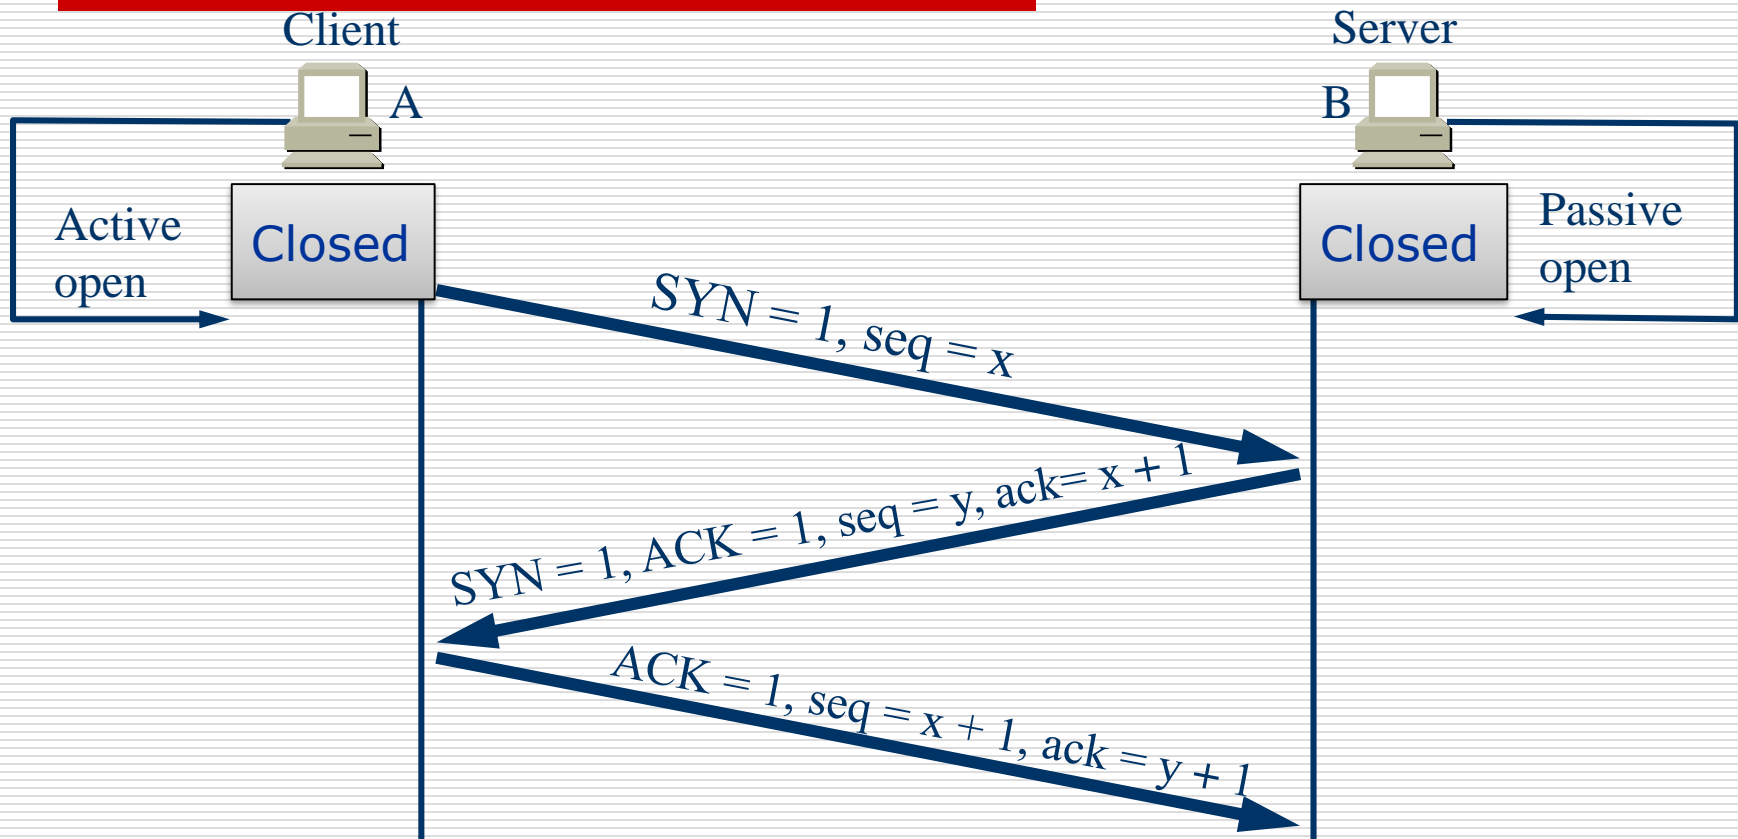 Client
Server
A
B
Active
open
Closed
Closed
Passive
open
SYN = 1, seq = x
SYN = 1, ACK = 1, seq = y, ack= x + 1
ACK = 1, seq = x + 1, ack = y + 1